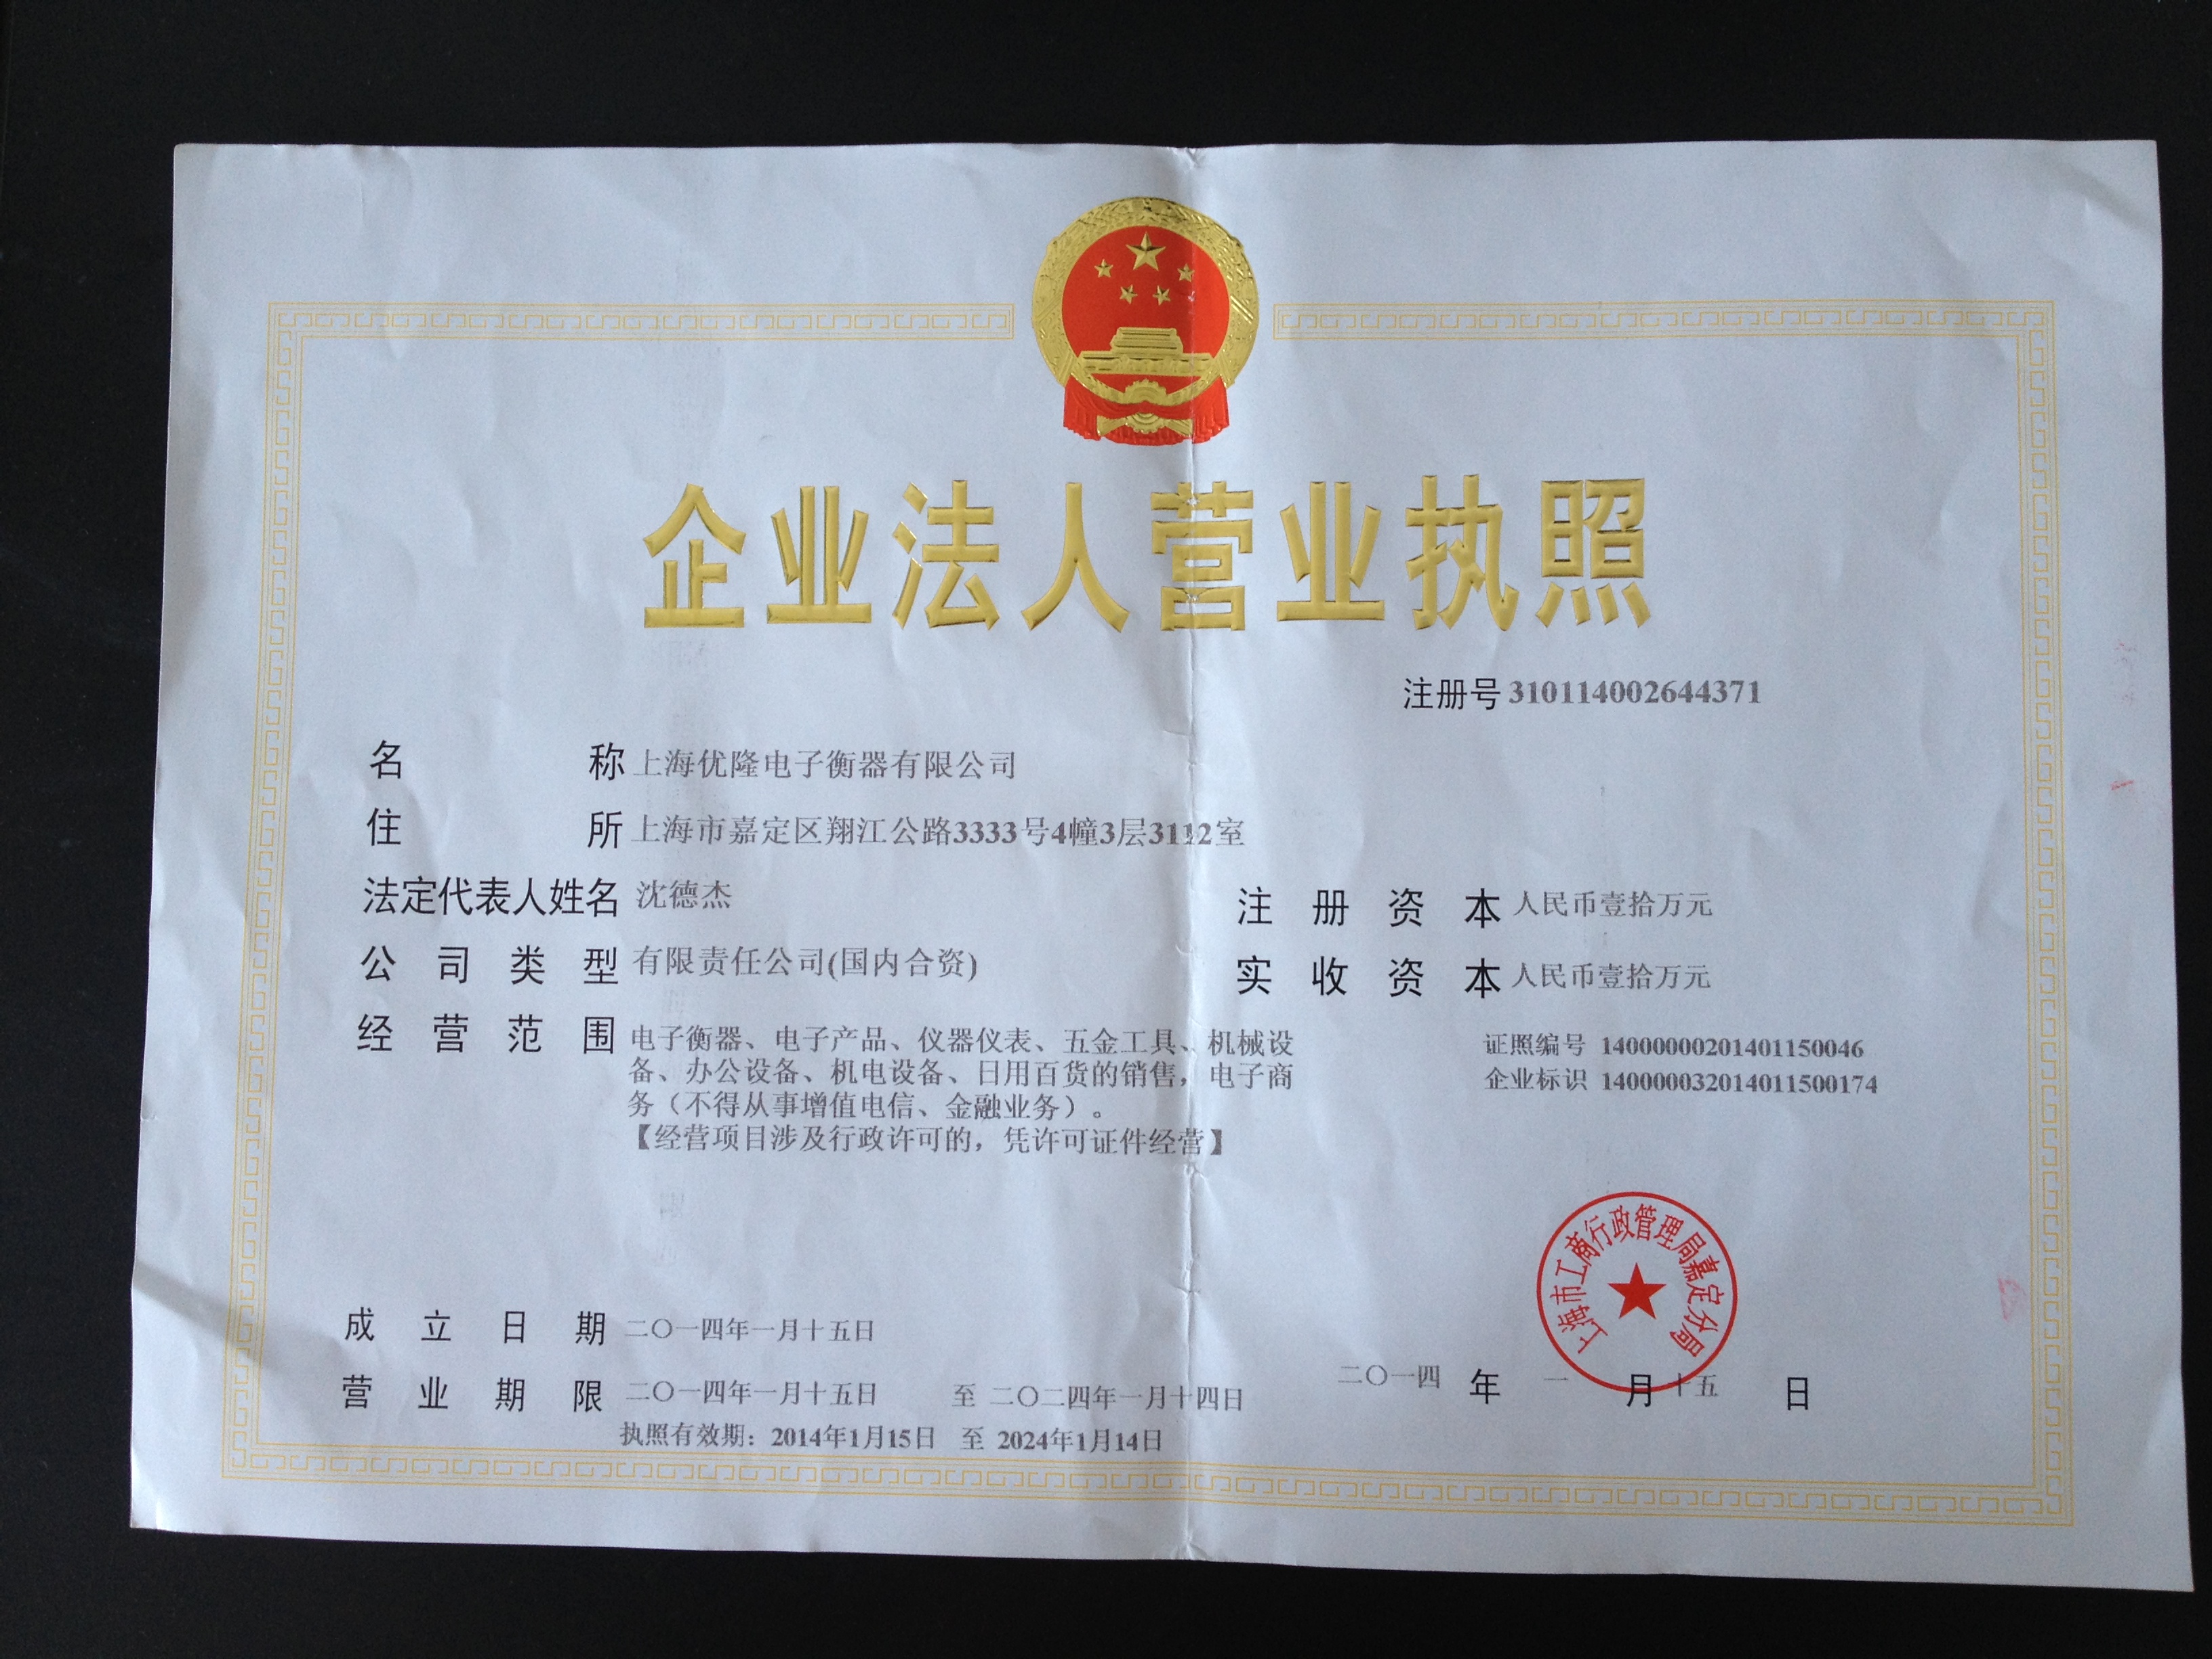 企业法人营业执照
注册号 310114002644371
名称 上海优隆电子衡器有限公司
住所 上海市嘉定区翔江公路3333号4幢3层3112室
法定代表人姓名 沈德杰
注册资本 人民币壹拾万元
公司类型 有限责任公司(国内合资)
实收资本 人民币壹拾万元
经营范围 电子衡器、电子产品、仪器仪表、五金工具、机械设
备、办公设备、机电设备、日用百货的销售，电子商
务（不得从事增值电信、金融业务）。
【经营项目涉及行政许可的，凭许可证件经营】
证照编号 14000000201401150046
企业标识 140000032014011500174
上海市工商行政管理局嘉定分局
成立日期 二〇一四年一月十五日
营业期限 二〇一四年一月十五日 至 二〇二四年一月十四日
执照有效期：2014年1月15日 至 2024年1月14日
二〇一四 年 一 月 十五 日